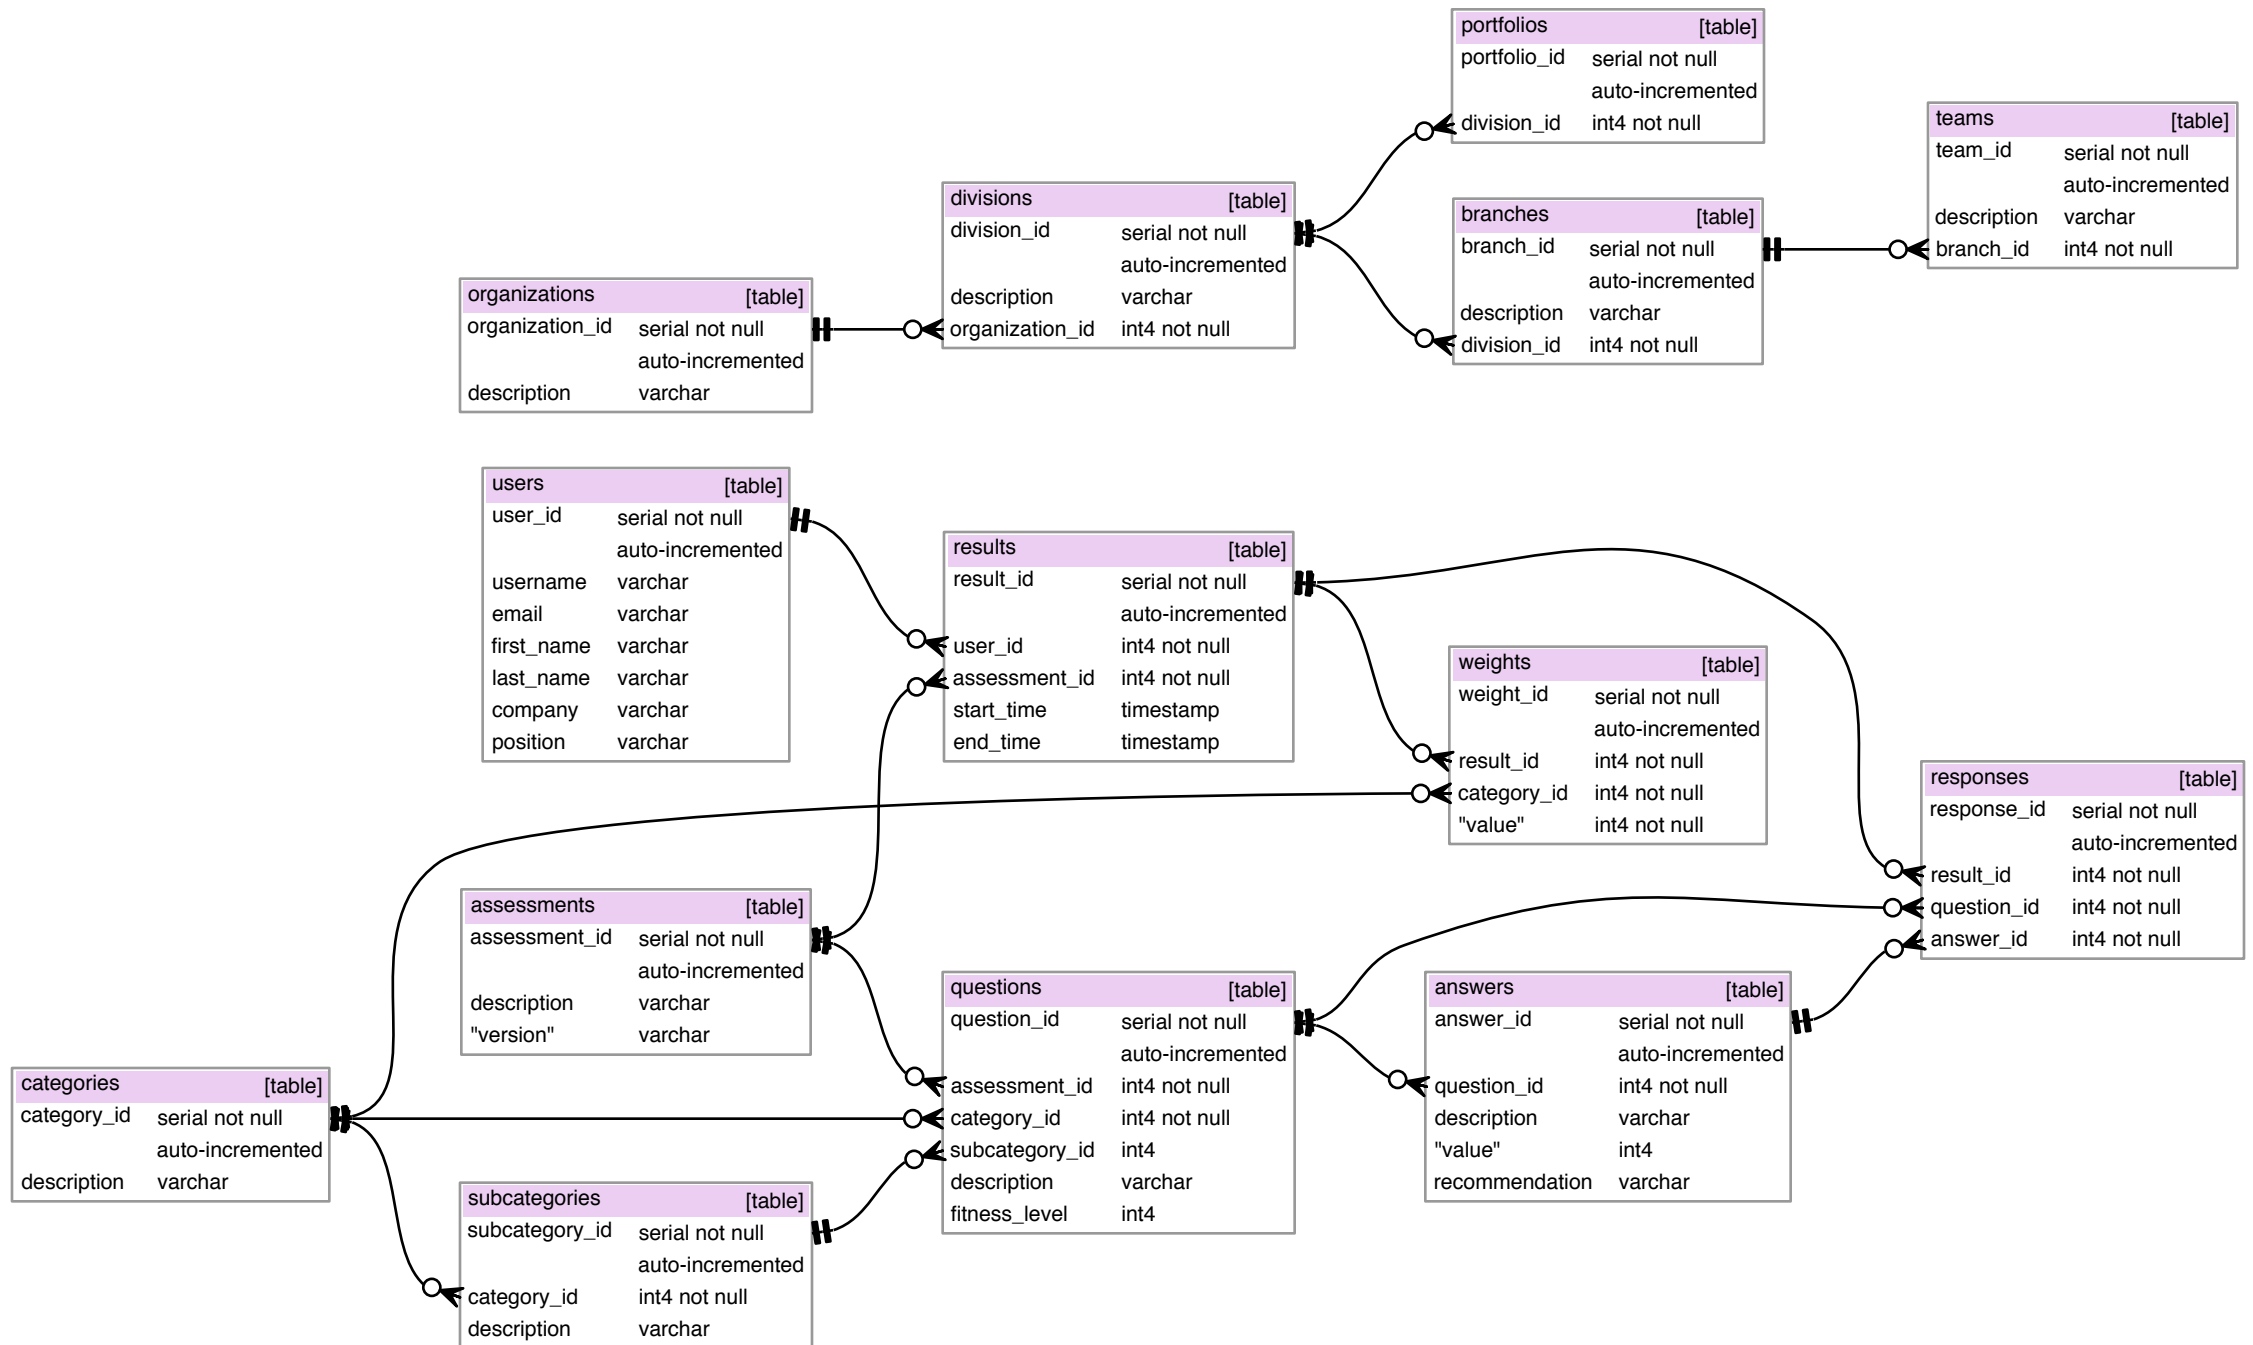 portfolios [table]
portfolio_id serial not null
auto-incremented
division_id int4 not null
teams [table]
team_id serial not null
auto-incremented
description varchar
branch_id int4 not null
divisions [table]
division_id serial not null
auto-incremented
description varchar
organization_id int4 not null
branches [table]
branch_id serial not null
auto-incremented
description varchar
division_id int4 not null
organizations [table]
organization_id serial not null
auto-incremented
description varchar
users [table]
user_id serial not null
auto-incremented
username varchar
email varchar
first_name varchar
last_name varchar
company varchar
position varchar
results [table]
result_id serial not null
auto-incremented
user_id int4 not null
assessment_id int4 not null
start_time timestamp
end_time timestamp
weights [table]
weight_id serial not null
auto-incremented
result_id int4 not null
category_id int4 not null
"value" int4 not null
responses [table]
response_id serial not null
auto-incremented
result_id int4 not null
question_id int4 not null
answer_id int4 not null
assessments [table]
assessment_id serial not null
auto-incremented
description varchar
"version" varchar
questions [table]
question_id serial not null
auto-incremented
assessment_id int4 not null
category_id int4 not null
subcategory_id int4
description varchar
fitness_level int4
answers [table]
answer_id serial not null
auto-incremented
question_id int4 not null
description varchar
"value" int4
recommendation varchar
categories [table]
category_id serial not null
auto-incremented
description varchar
subcategories [table]
subcategory_id serial not null
auto-incremented
category_id int4 not null
description varchar